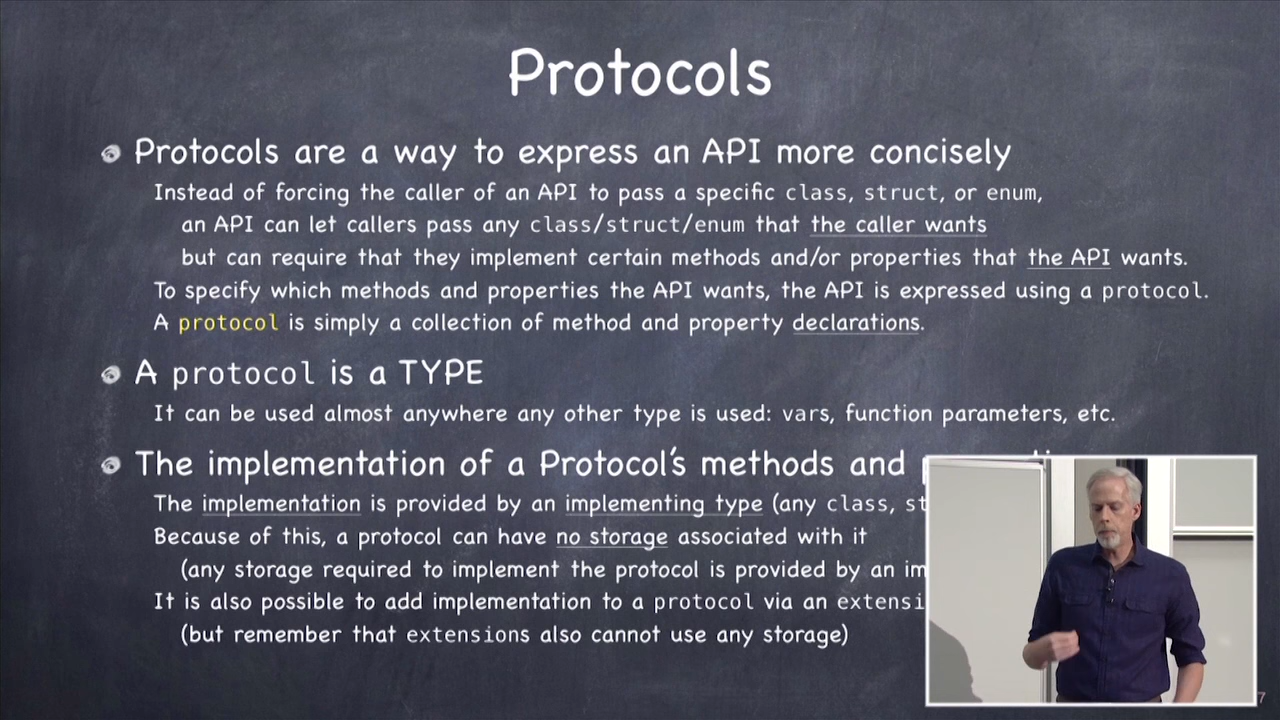 Protocols
Protocols are a way to express an API more concisely
Instead of forcing the caller of an API to pass a specific class, struct, or enum,
an API can let callers pass any class/struct/enum that the caller wants
but can require that they implement certain methods and/or properties that the API wants.
To specify which methods and properties the API wants, the API is expressed using a protocol.
A protocol is simply a collection of method and property declarations.
A protocol is a TYPE
It can be used almost anywhere any other type is used: vars, function parameters, etc.
The implementation of a Protocol's methods and
The implementation is provided by an implementing type (any class,
Because of this, a protocol can have no storage associated with it
(any storage required to implement the protocol is provided by an
It is also possible to add implementation to a protocol via an
(but remember that extensions also cannot use any storage)
7